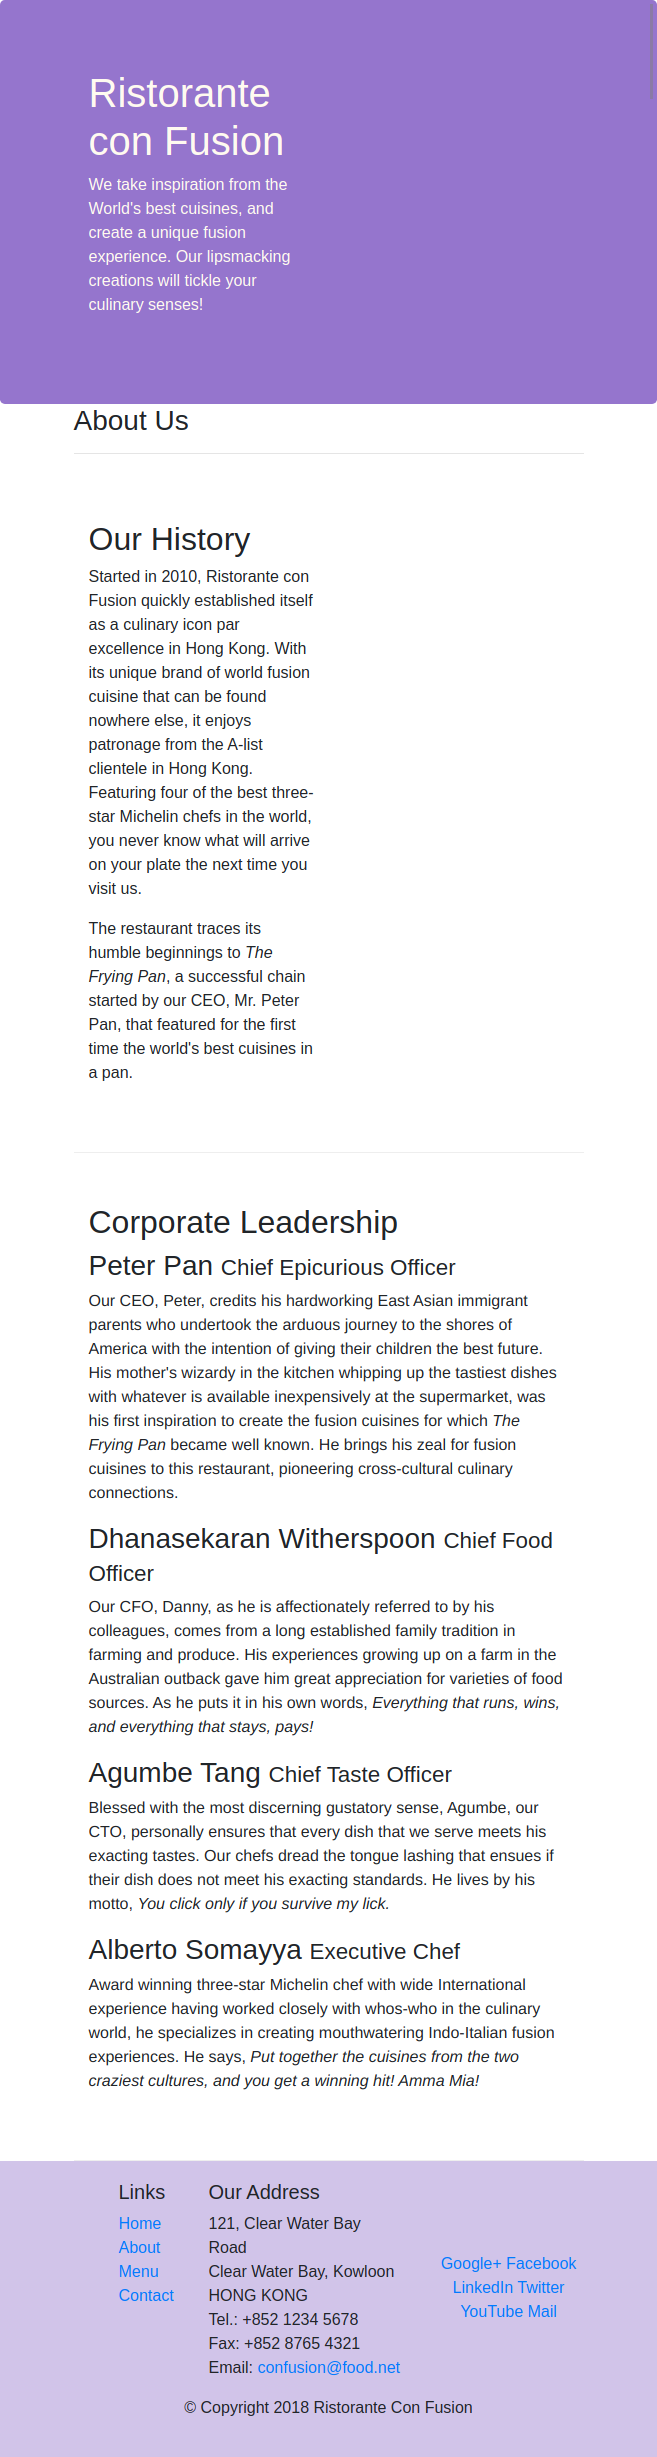 Ristorante
con Fusion
We take inspiration from the
World's best cuisines, and
create a unique fusion
experience. Our lipsmacking
creations will tickle your
culinary senses!
About Us
Our History
Started in 2010, Ristorante con
Fusion quickly established itself
as a culinary icon par
excellence in Hong Kong. With
its unique brand of world fusion
cuisine that can be found
nowhere else, it enjoys
patronage from the A-list
clientele in Hong Kong.
Featuring four of the best three-
star Michelin chefs in the world,
you never know what will arrive
on your plate the next time you
visit us.
The restaurant traces its
humble beginnings to The
Frying Pan, a successful chain
started by our CEO, Mr. Peter
Pan, that featured for the first
time the world's best cuisines in
a pan.
Corporate Leadership
Peter Pan Chief Epicurious Officer
Our CEO, Peter, credits his hardworking East Asian immigrant
parents who undertook the arduous journey to the shores of
America with the intention of giving their children the best future.
His mother's wizardy in the kitchen whipping up the tastiest dishes
with whatever is available inexpensively at the supermarket, was
his first inspiration to create the fusion cuisines for which The
Frying Pan became well known. He brings his zeal for fusion
cuisines to this restaurant, pioneering cross-cultural culinary
connections.
Dhanasekaran Witherspoon Chief Food
Officer
Our CFO, Danny, as he is affectionately referred to by his
colleagues, comes from a long established family tradition in
farming and produce. His experiences growing up on a farm in the
Australian outback gave him great appreciation for varieties of food
sources. As he puts it in his own words, Everything that runs, wins,
and everything that stays, pays!
Agumbe Tang Chief Taste Officer
Blessed with the most discerning gustatory sense, Agumbe, our
CTO, personally ensures that every dish that we serve meets his
exacting tastes. Our chefs dread the tongue lashing that ensues if
their dish does not meet his exacting standards. He lives by his
motto, You click only if you survive my lick.
Alberto Somayya Executive Chef
Award winning three-star Michelin chef with wide International
experience having worked closely with whos-who in the culinary
world, he specializes in creating mouthwatering Indo-Italian fusion
experiences. He says, Put together the cuisines from the two
craziest cultures, and you get a winning hit! Amma Mia!
Links
Home
About
Menu
Contact
Our Address
121, Clear Water Bay
Road
Clear Water Bay, Kowloon
HONG KONG
Tel.: +852 1234 5678
Fax: +852 8765 4321
Email: confusion@food.net
Google+ Facebook
LinkedIn Twitter
YouTube Mail
© Copyright 2018 Ristorante Con Fusion